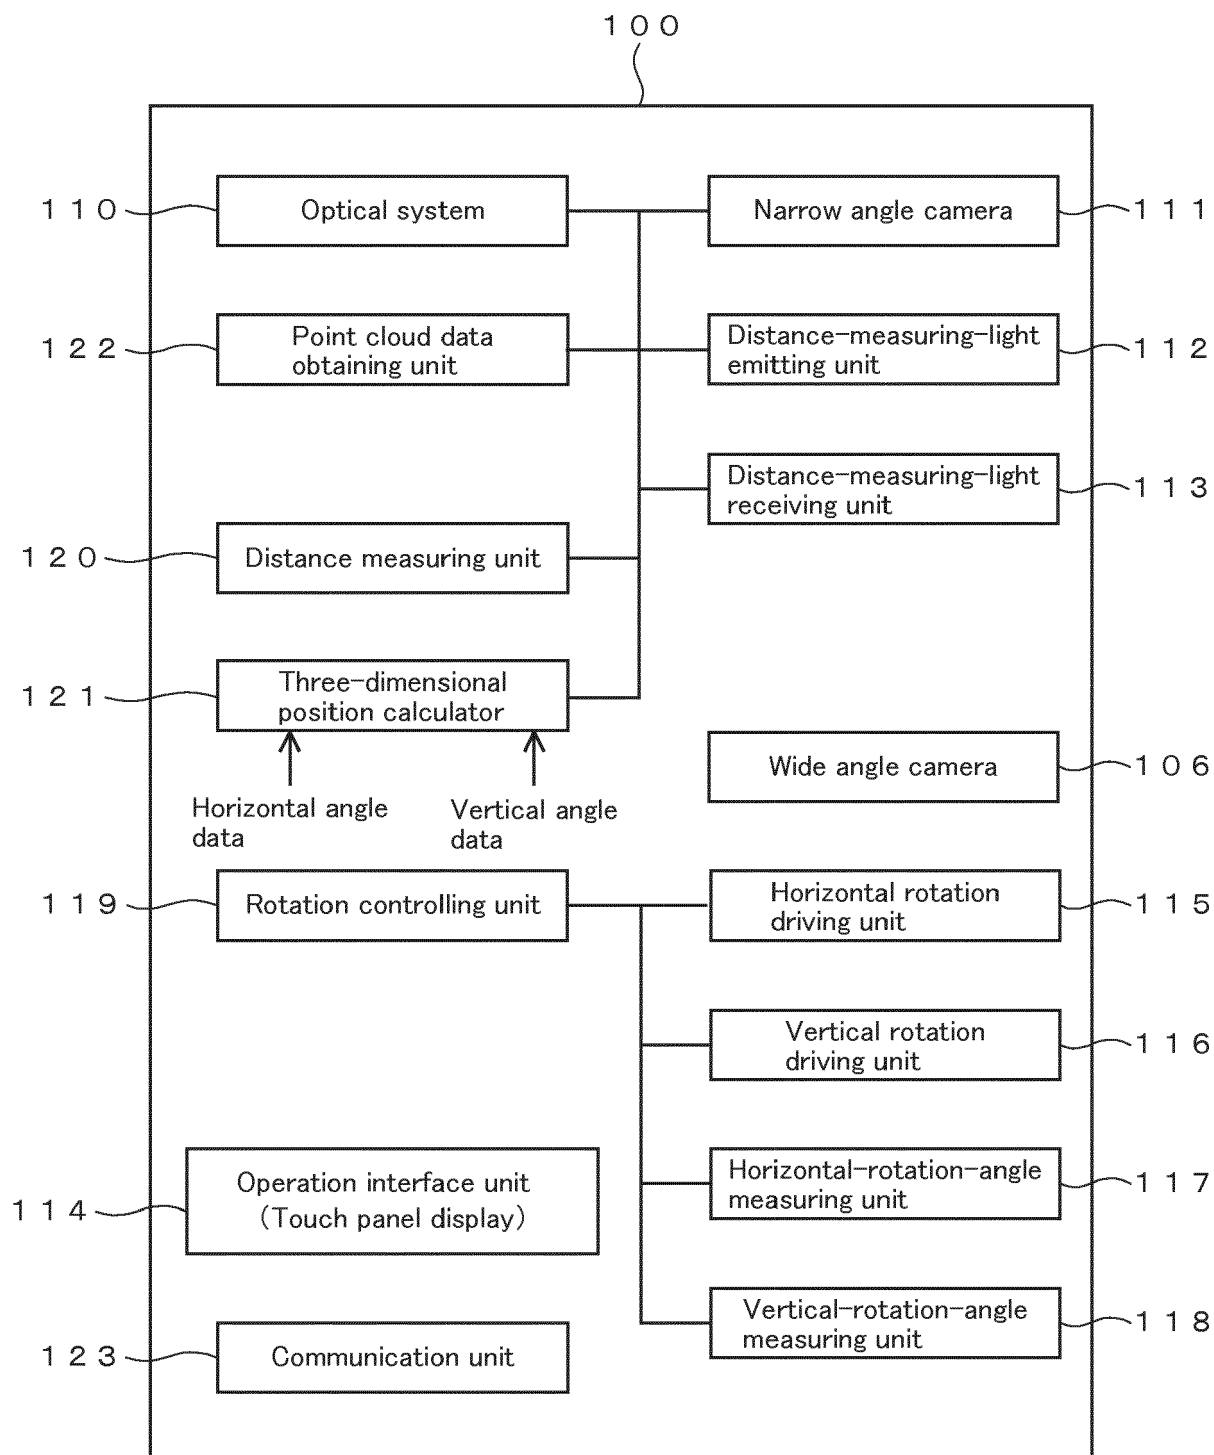 100
110
Optical system
Narrow angle camera
111
122
Point cloud data
obtaining unit
Distance-measuring-light
emitting unit
112
Distance-measuring-light
receiving unit
113
120
Distance measuring unit
121
Three-dimensional
position calculator
Wide angle camera
106
Horizontal angle
data
Vertical angle
data
119
Rotation controlling unit
Horizontal rotation
driving unit
115
Vertical rotation
driving unit
116
114
Operation interface unit
(Touch panel display)
Horizontal-rotation-angle
measuring unit
117
Vertical-rotation-angle
measuring unit
118
123
Communication unit